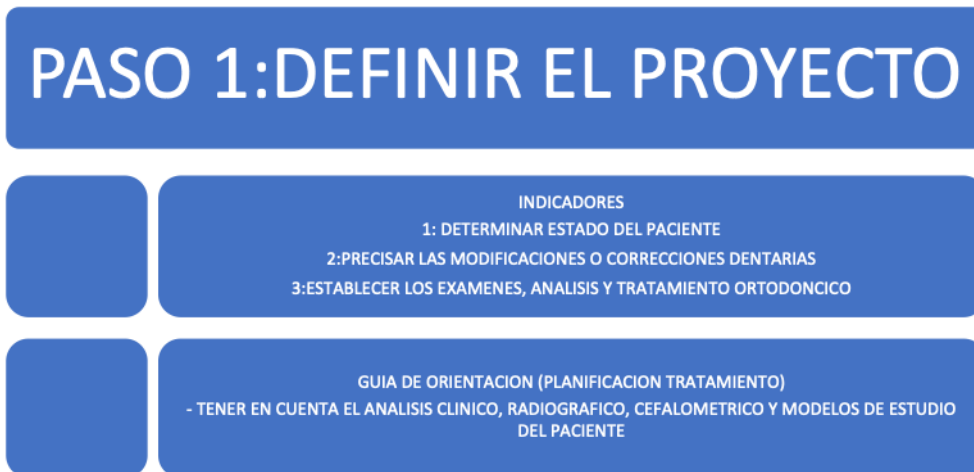 PASO 1:DEFINIR EL PROYECTO
INDICADORES
1: DETERMINAR ESTADO DEL PACIENTE
2:PRECISAR LAS MODIFICACIONES O CORRECCIONES DENTARIAS
3:ESTABLECER LOS EXAMENES, ANALISIS Y TRATAMIENTO ORTODONCICO
GUIA DE ORIENTACION (PLANIFICACION TRATAMIENTO)
- TENER EN CUENTA EL ANALISIS CLINICO, RADIOGRAFICO, CEFALOMETRICO Y MODELOS DE ESTUDIO
DEL PACIENTE